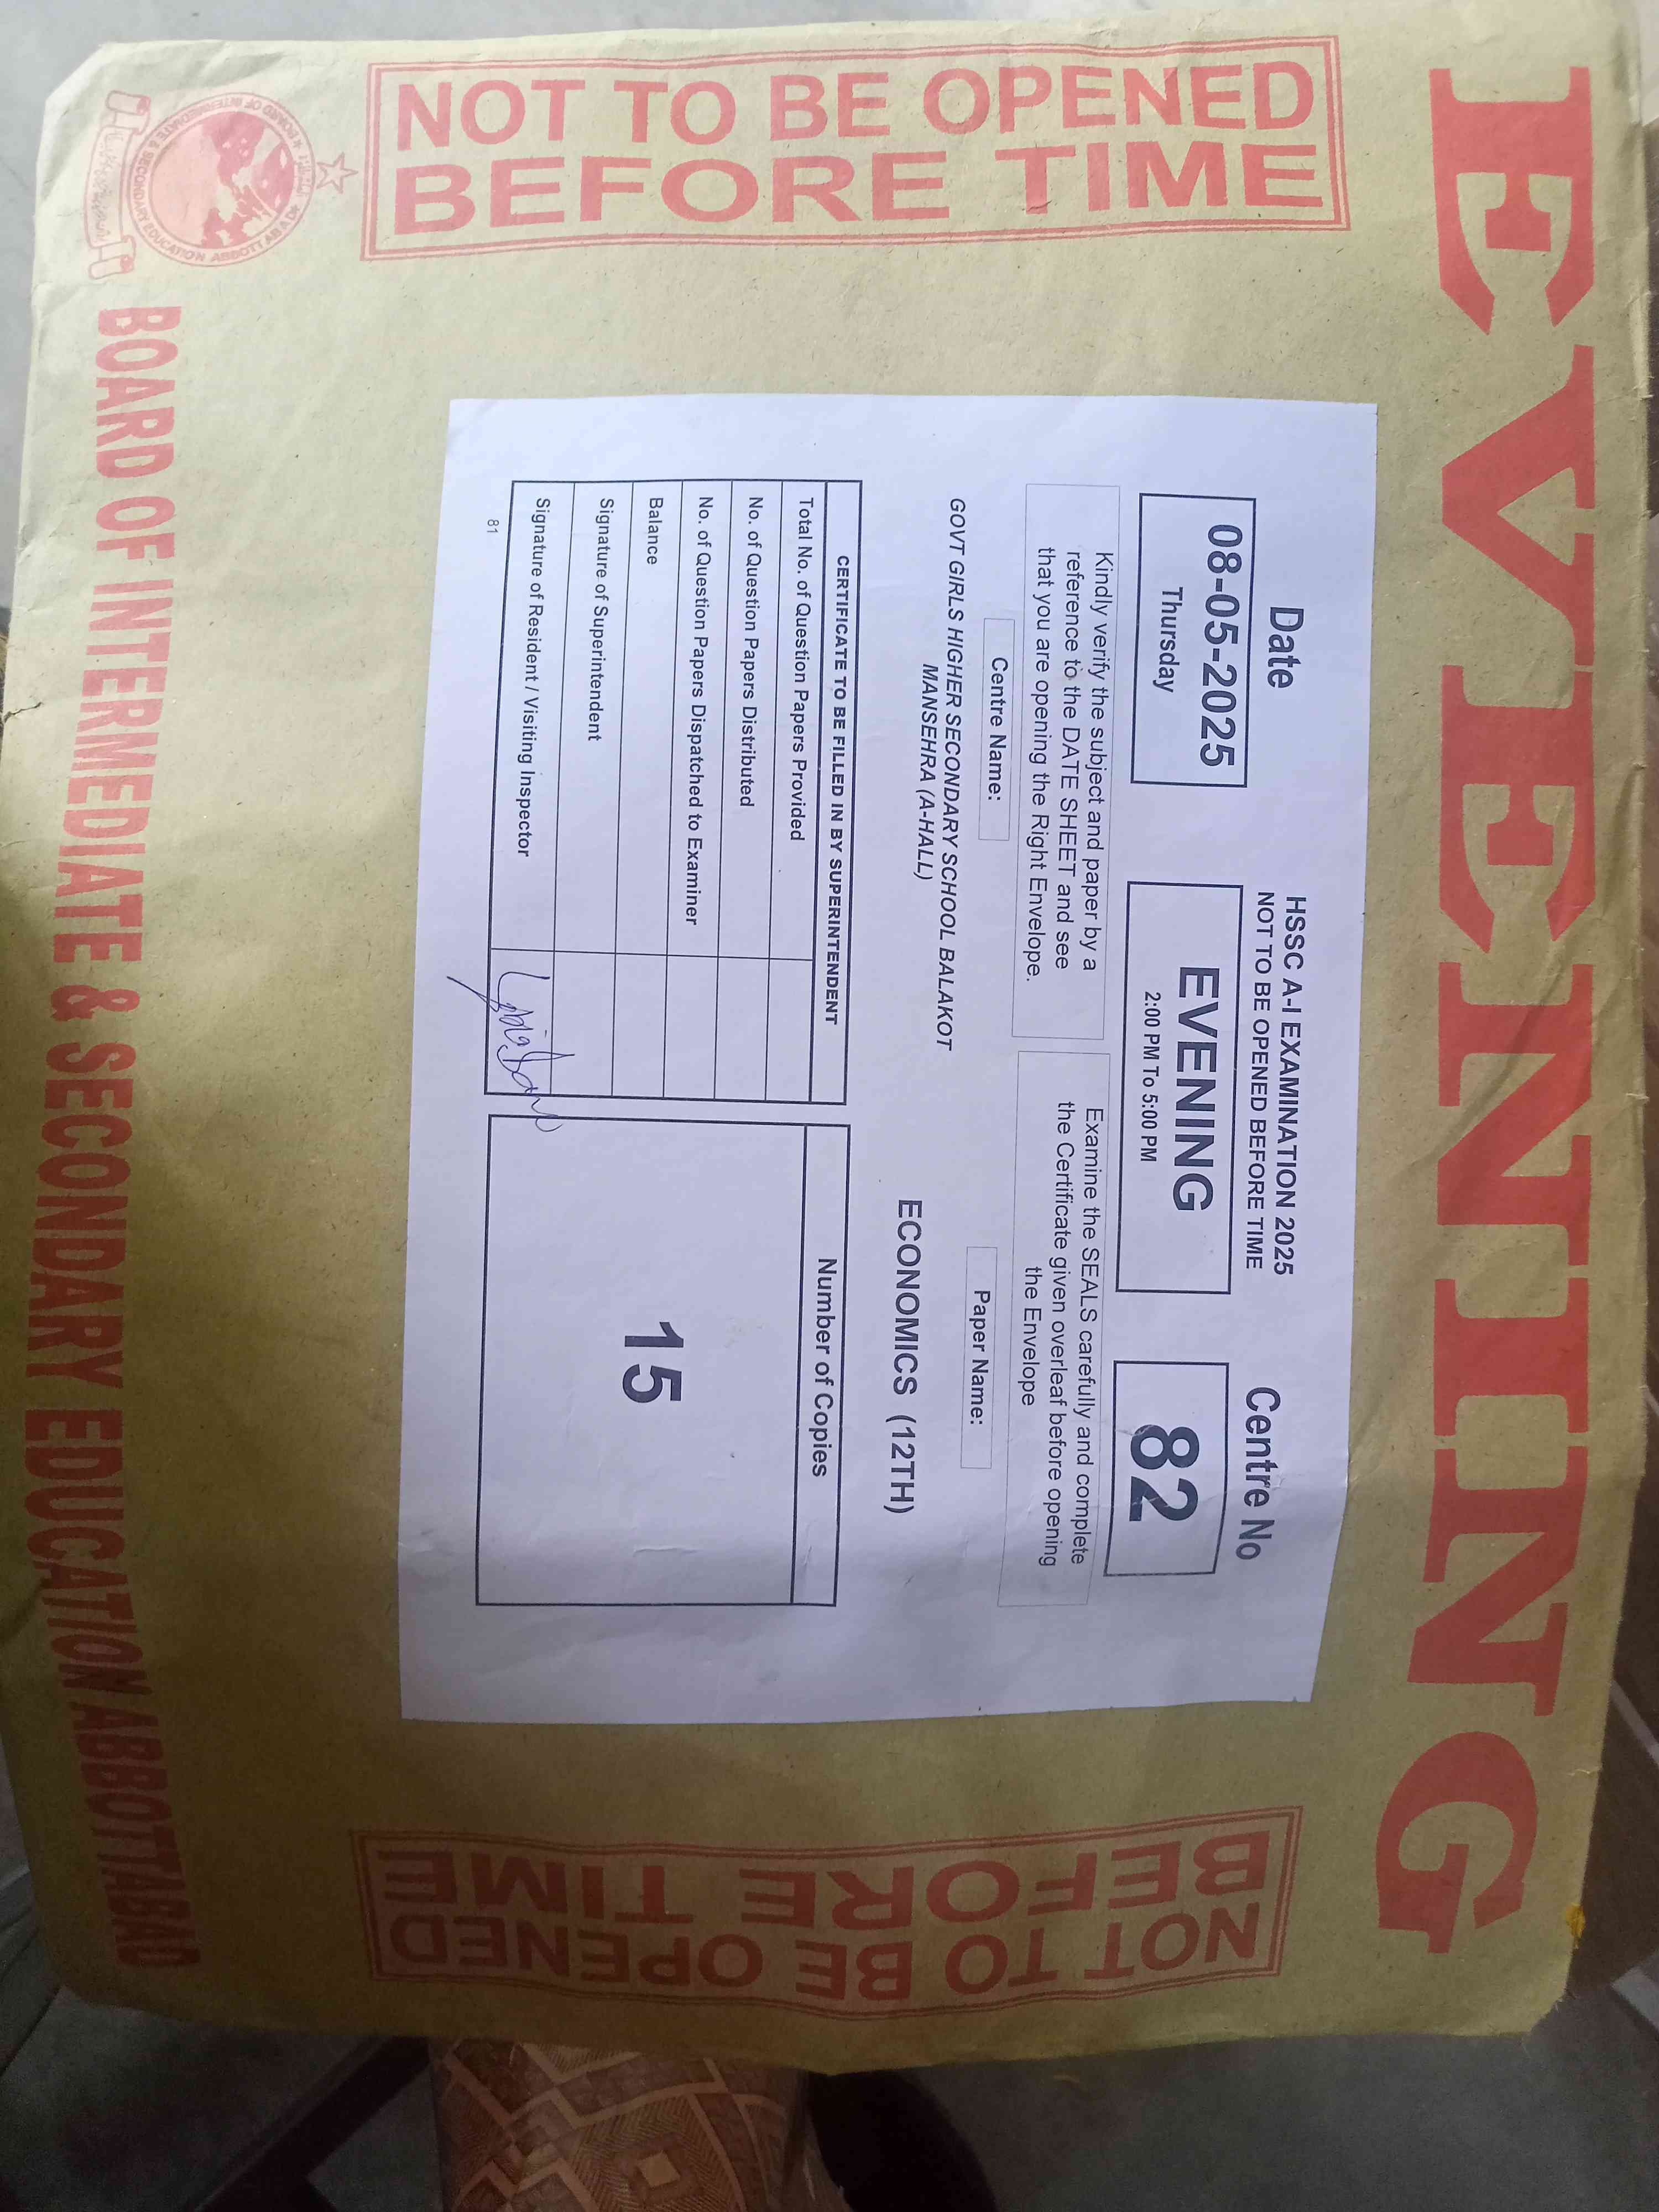 EVENING
NOT TO BE OPENED
BEFORE TIME
Date
08-05-2025
Thursday
HSSC A-I EXAMINATION 2025
NOT TO BE OPENED BEFORE TIME
EVENING
2:00 PM To 5:00 PM
Centre No
82
Kindly verify the subject and paper by a
reference to the DATE SHEET and see
that you are opening the Right Envelope.
Examine the SEALS carefully and complete
the Certificate given overleaf before opening
the Envelope
Centre Name:
GOVT GIRLS HIGHER SECONDARY SCHOOL BALAKOT
MANSEHRA (A-HALL)
Paper Name:
ECONOMICS (12TH)
CERTIFICATE TO BE FILLED IN BY SUPERINTENDENT
Total No. of Question Papers Provided
No. of Question Papers Distributed
No. of Question Papers Dispatched to Examiner
Balance
Signature of Superintendent
Signature of Resident / Visiting Inspector
81
Number of Copies
15
NOT TO BE OPENED
BEFORE TIME
BOARD OF INTERMEDIATE & SECONDARY EDUCATION ABBOTTABAD
BOARD OF INTERMEDIATE & SECONDARY EDUCATION ABBOTTABAD